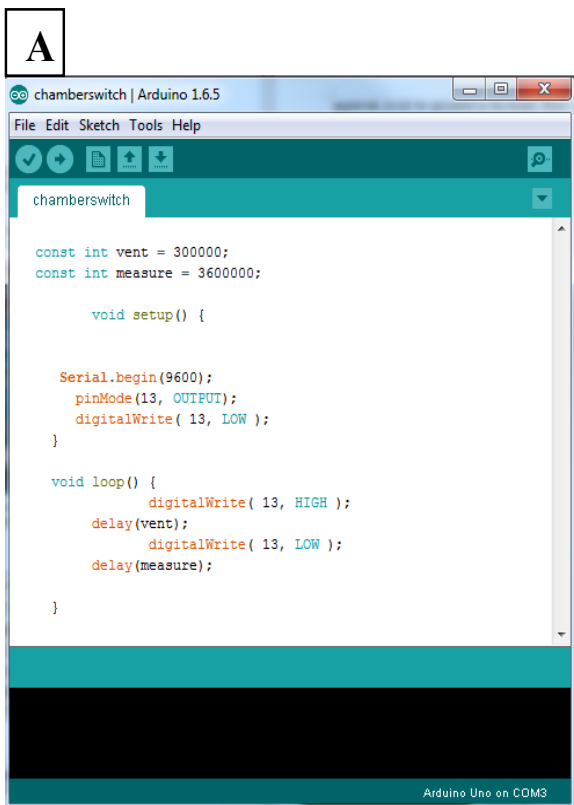 A
chamberswitch | Arduino 1.6.5
File Edit Sketch Tools Help
chamberswitch
const int vent = 300000;
const int measure = 3600000;
void setup() {
Serial.begin(9600);
pinMode(13, OUTPUT);
digitalWrite( 13, LOW );
}
void loop() {
digitalWrite( 13, HIGH );
delay(vent);
digitalWrite( 13, LOW );
delay(measure);
}
Arduino Uno on COM3